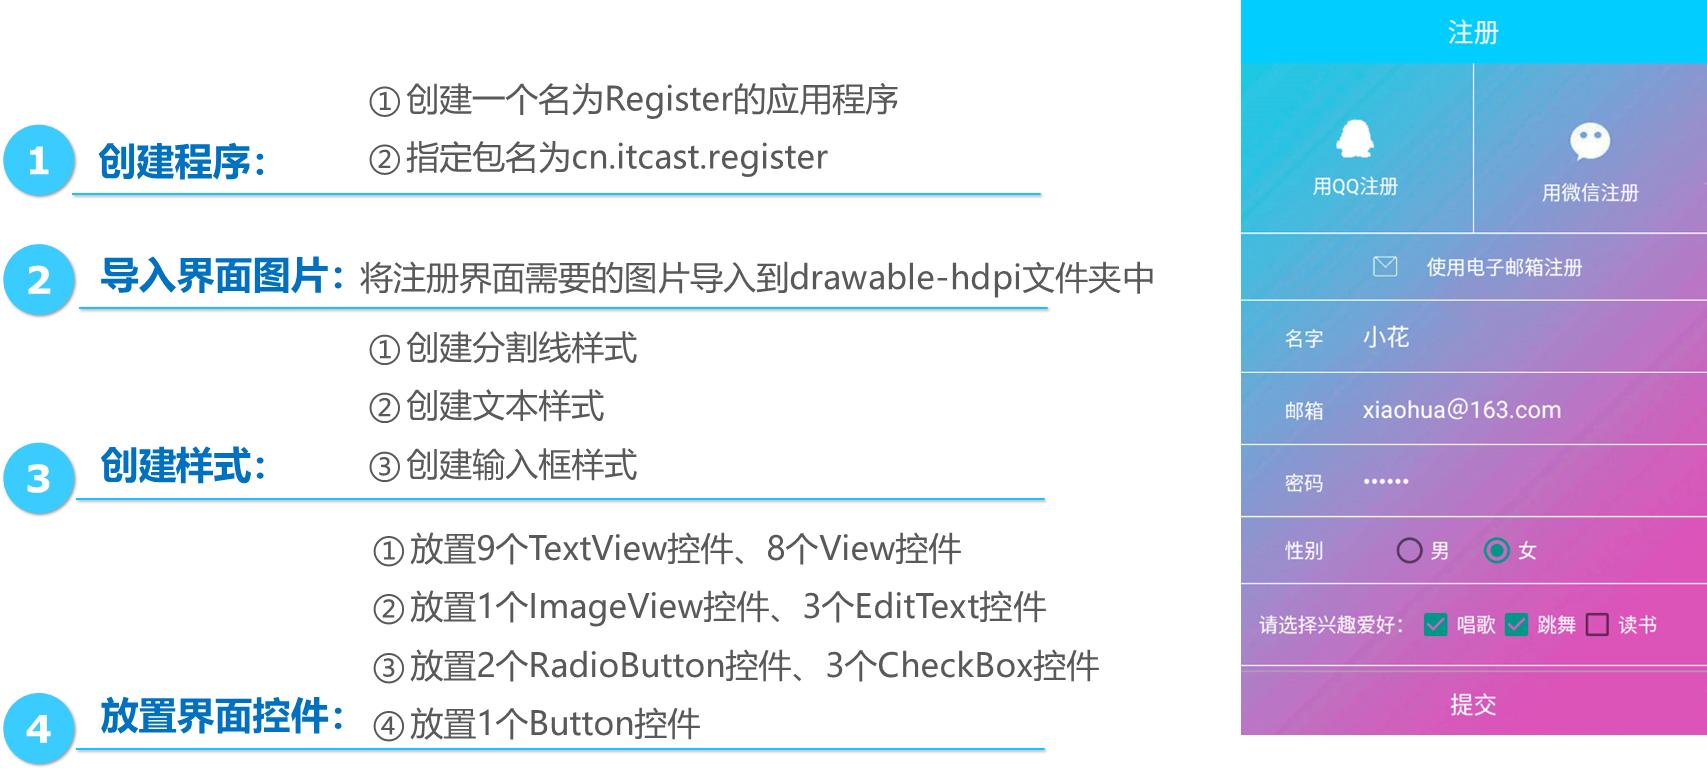 ① 创建一个名为Register的应用程序
1 创建程序：
② 指定包名为cn.itcast.register
2 导入界面图片：将注册界面需要的图片导入到drawable-hdpi文件夹中
① 创建分割线样式
② 创建文本样式
3 创建样式：
③ 创建输入框样式
① 放置9个TextView控件、8个View控件
② 放置1个ImageView控件、3个EditText控件
③ 放置2个RadioButton控件、3个CheckBox控件
4 放置界面控件：
④ 放置1个Button控件
注册
用QQ注册
用微信注册
使用电子邮箱注册
名字 小花
邮箱 xiaohua@163.com
密码 ••••••
性别 男 女
请选择兴趣爱好： 唱歌 跳舞 读书
提交